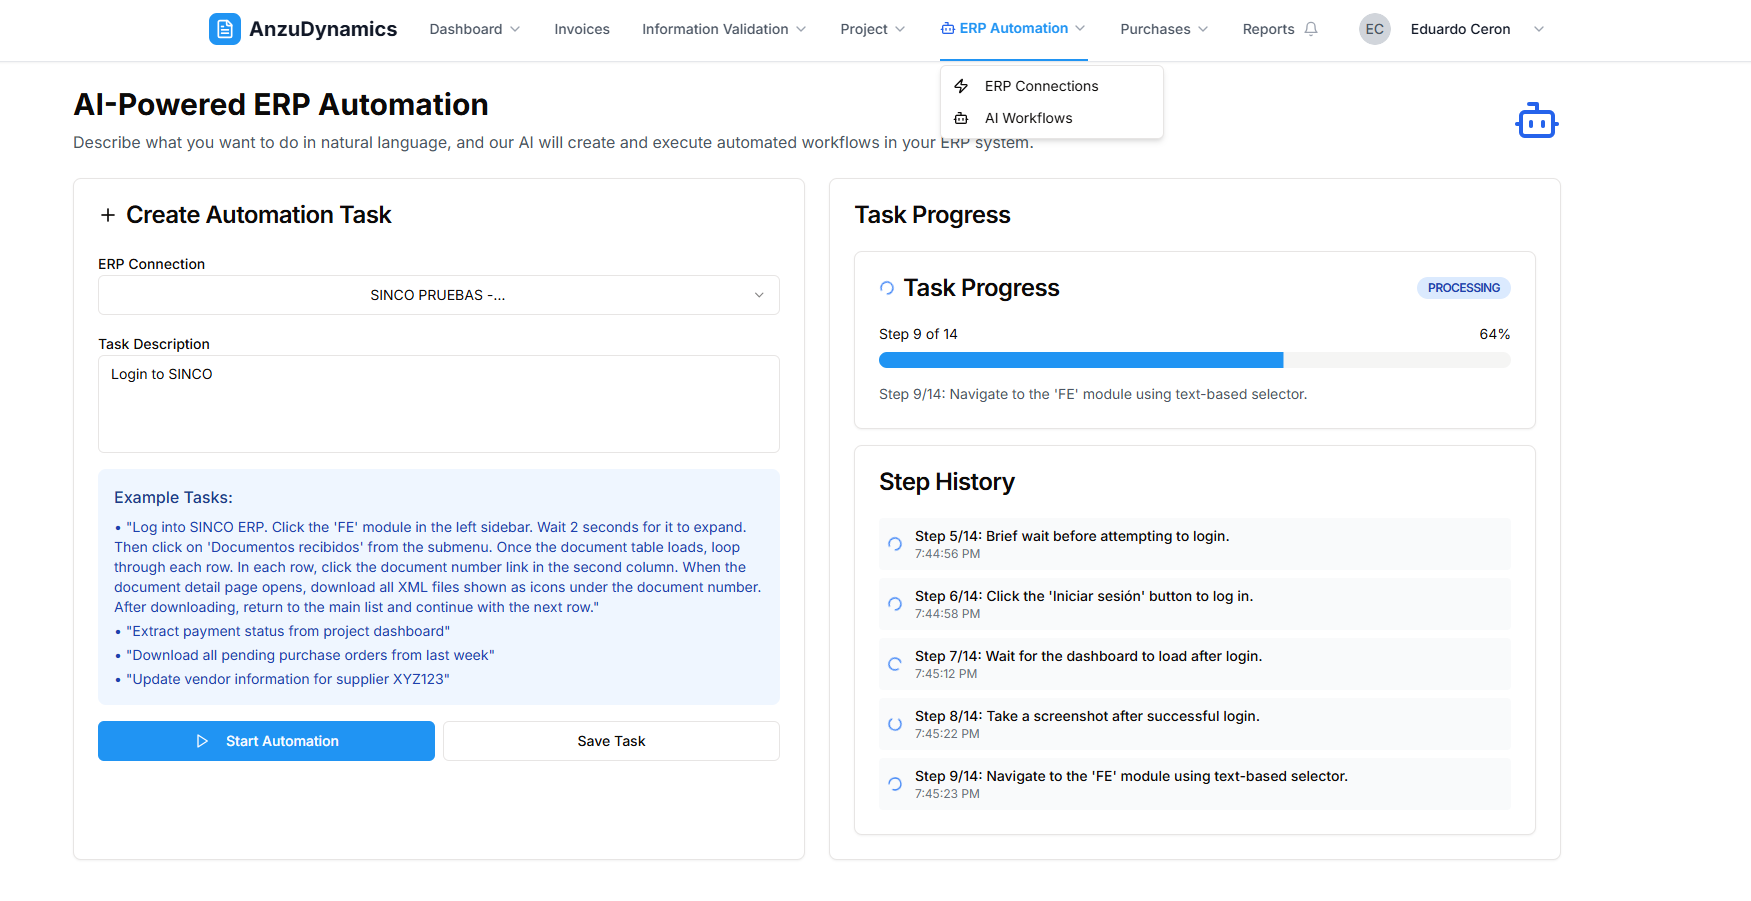 AnzuDynamics
Dashboard
Invoices
Information Validation
Project
ERP Automation
Purchases
Reports
EC
Eduardo Ceron
ERP Connections
AI Workflows
AI-Powered ERP Automation
Describe what you want to do in natural language, and our AI will create and execute automated workflows in your ERP system.
Create Automation Task
ERP Connection
SINCO PRUEBAS -...
Task Description
Login to SINCO
Example Tasks:
• "Log into SINCO ERP. Click the 'FE' module in the left sidebar. Wait 2 seconds for it to expand.
Then click on 'Documentos recibidos' from the submenu. Once the document table loads, loop
through each row. In each row, click the document number link in the second column. When the
document detail page opens, download all XML files shown as icons under the document number.
After downloading, return to the main list and continue with the next row."
• "Extract payment status from project dashboard"
• "Download all pending purchase orders from last week"
• "Update vendor information for supplier XYZ123"
Start Automation
Save Task
Task Progress
Task Progress
PROCESSING
Step 9 of 14
64%
Step 9/14: Navigate to the 'FE' module using text-based selector.
Step History
Step 5/14: Brief wait before attempting to login.
7:44:56 PM
Step 6/14: Click the 'Iniciar sesión' button to log in.
7:44:58 PM
Step 7/14: Wait for the dashboard to load after login.
7:45:12 PM
Step 8/14: Take a screenshot after successful login.
7:45:22 PM
Step 9/14: Navigate to the 'FE' module using text-based selector.
7:45:23 PM